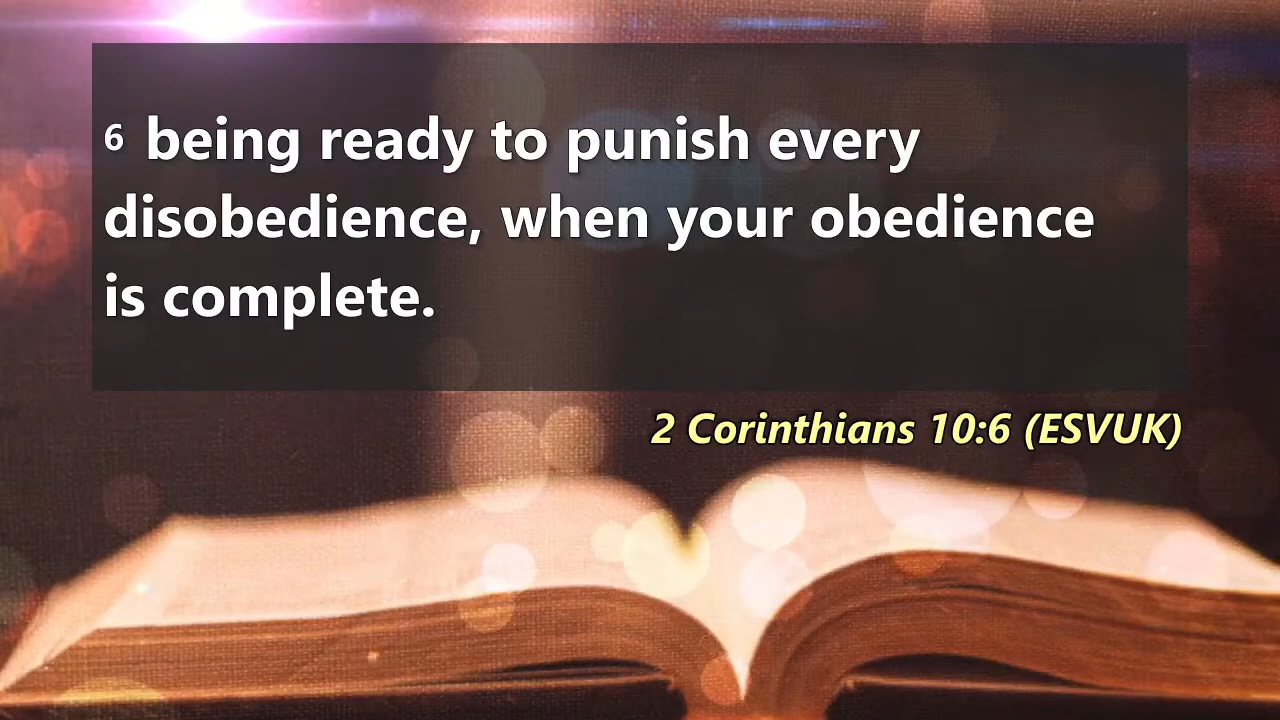 6 being ready to punish every
disobedience, when your obedience
is complete.
2 Corinthians 10:6 (ESVUK)